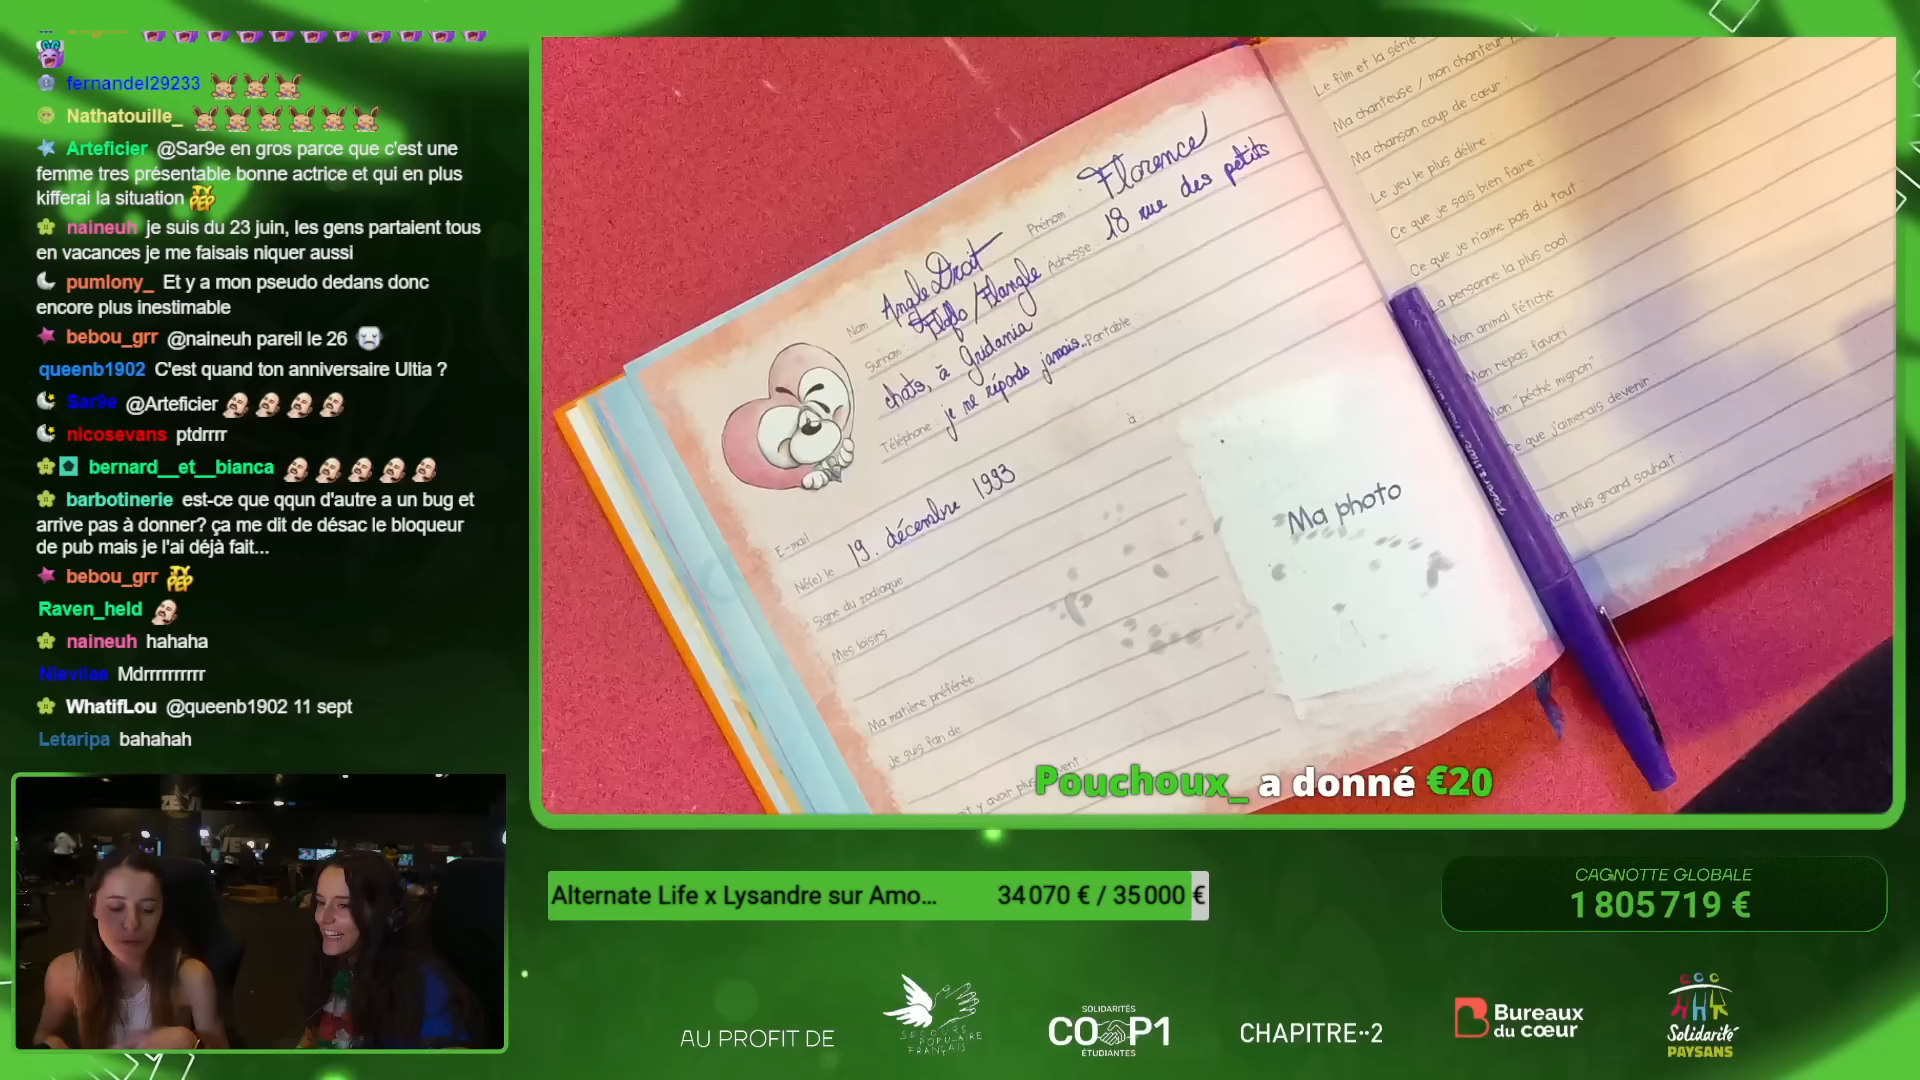 fernandel29233
Nathatouille_
Arteficier @Sar9e en gros parce que c'est une
femme tres présentable bonne actrice et qui en plus
kifferai la situation
naineuh je suis du 23 juin, les gens partaient tous
en vacances je me faisais niquer aussi
pumlony_ Et y a mon pseudo dedans donc
encore plus inestimable
bebou_grr @naineuh pareil le 26
queenb1902 C'est quand ton anniversaire Ultia ?
Sar9e @Arteficier
nicosevans ptdrrrr
bernard__et__bianca
barbotinerie est-ce que qqun d'autre a un bug et
arrive pas à donner? ça me dit de désac le bloqueur
de pub mais je l'ai déjà fait...
bebou_grr
Raven_held
naineuh hahaha
Nievilae Mdrrrrrrrrrr
WhatifLou @queenb1902 11 sept
Letaripa bahahah
Nom Angle Droit Prénom : Florence
Surnom : Floflo / Flangle Adresse : 18 rue des petits
chats, à Gridania
Téléphone : je ne réponds jamais.. Portable :
à :
E-mail
Né(e) le 19. décembre 1993
Signe du zodiaque
Mes loisirs :
Ma matière préférée
Je suis fan de
Ma photo
Le film et la série
Ma chanteuse / mon chanteur
Ma chanson coup de cœur :
Le jeu le plus délire :
Ce que je sais bien faire :
Ce que je n'aime pas du tout :
La personne la plus cool
Mon animal fétiche
Mon repas favori
Mon "péché mignon"
Ce que j'aimerais devenir :
Mon plus grand souhait :
Pouchoux_ a donné €20
Alternate Life x Lysandre sur Amo... 34 070 € / 35 000 €
CAGNOTTE GLOBALE
1 805 719 €
AU PROFIT DE
SECOURS
POPULAIRE
FRANÇAIS
SOLIDARITÉS
CO P1
ÉTUDIANTES
CHAPITRE··2
Bureaux
du cœur
Solidarité
PAYSANS